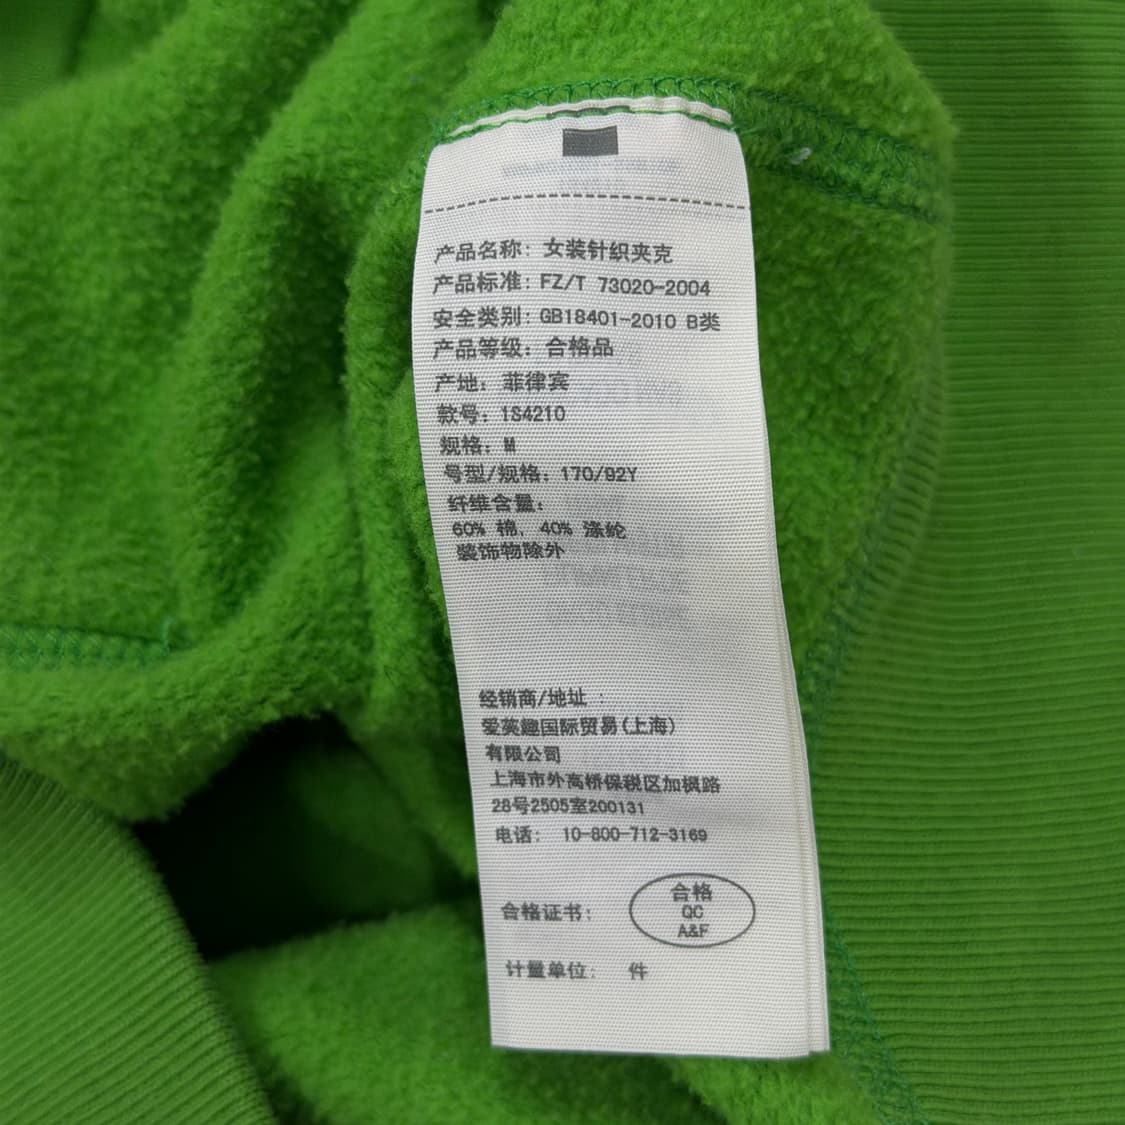 产品名称: 女装针织夹克
产品标准: FZ/T 73020-2004
安全类别: GB18401-2010 B类
产品等级: 合格品
产地: 菲律宾
款号: 1S4210
规格: M
号型/规格: 170/92Y
纤维含量:
60% 棉, 40% 涤纶
装饰物除外
经销商/地址 :
爱英趣国际贸易(上海)
有限公司
上海市外高桥保税区加枫路
28号2505室200131
电话: 10-800-712-3169
合格证书:
合格
QC
A&F
计量单位: 件